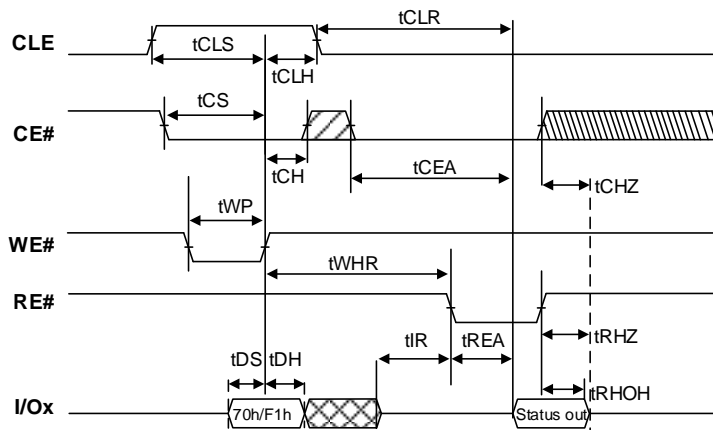 tCLR
CLE
tCLS
tCLH
tCS
CE#
tCH
tCEA
tCHZ
tWP
WE#
tWHR
RE#
tIR
tREA
tRHZ
tDS
tDH
tRHOH
I/Ox
70h/F1h
Status out